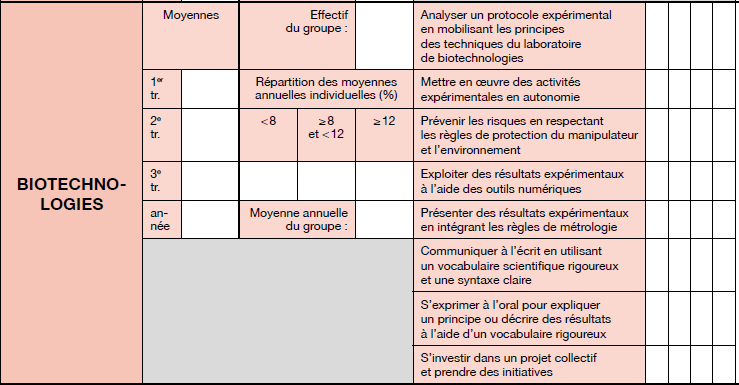 BIOTECHNO-
LOGIES
Moyennes
Effectif
du groupe :
1er
tr.
Répartition des moyennes
annuelles individuelles (%)
2e
tr.
<8
≥8
et <12
≥12
3e
tr.
an-
née
Moyenne annuelle
du groupe :
Analyser un protocole expérimental
en mobilisant les principes
des techniques du laboratoire
de biotechnologies
Mettre en œuvre des activités
expérimentales en autonomie
Prévenir les risques en respectant
les règles de protection du manipulateur
et l’environnement
Exploiter des résultats expérimentaux
à l’aide des outils numériques
Présenter des résultats expérimentaux
en intégrant les règles de métrologie
Communiquer à l’écrit en utilisant
un vocabulaire scientifique rigoureux
et une syntaxe claire
S’exprimer à l’oral pour expliquer
un principe ou décrire des résultats
à l’aide d’un vocabulaire rigoureux
S’investir dans un projet collectif
et prendre des initiatives